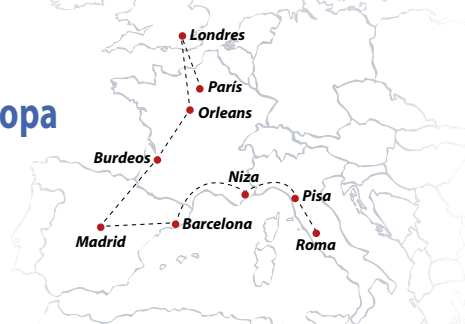 Londres
París
Orleans
opa
Burdeos
Niza
Pisa
Barcelona
Madrid
Roma